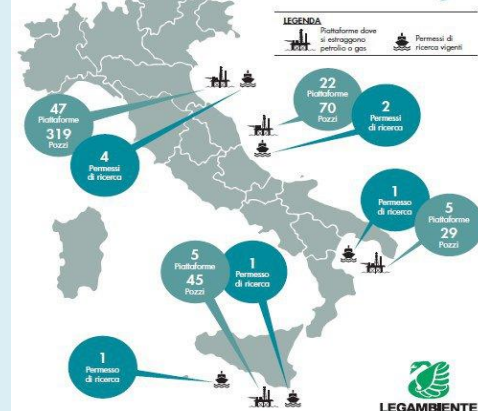 LEGENDA
Piattaforme dove
si estraggono
petrolio o gas
Permessi di
ricerca vigenti
47
Piattaforme
319
Pozzi
4
Permessi
di ricerca
22
Piattaforme
70
Pozzi
2
Permessi
di ricerca
1
Permesso
di ricerca
5
Piattaforme
29
Pozzi
5
Piattaforme
45
Pozzi
1
Permesso
di ricerca
1
Permesso
di ricerca
LEGAMBIENTE